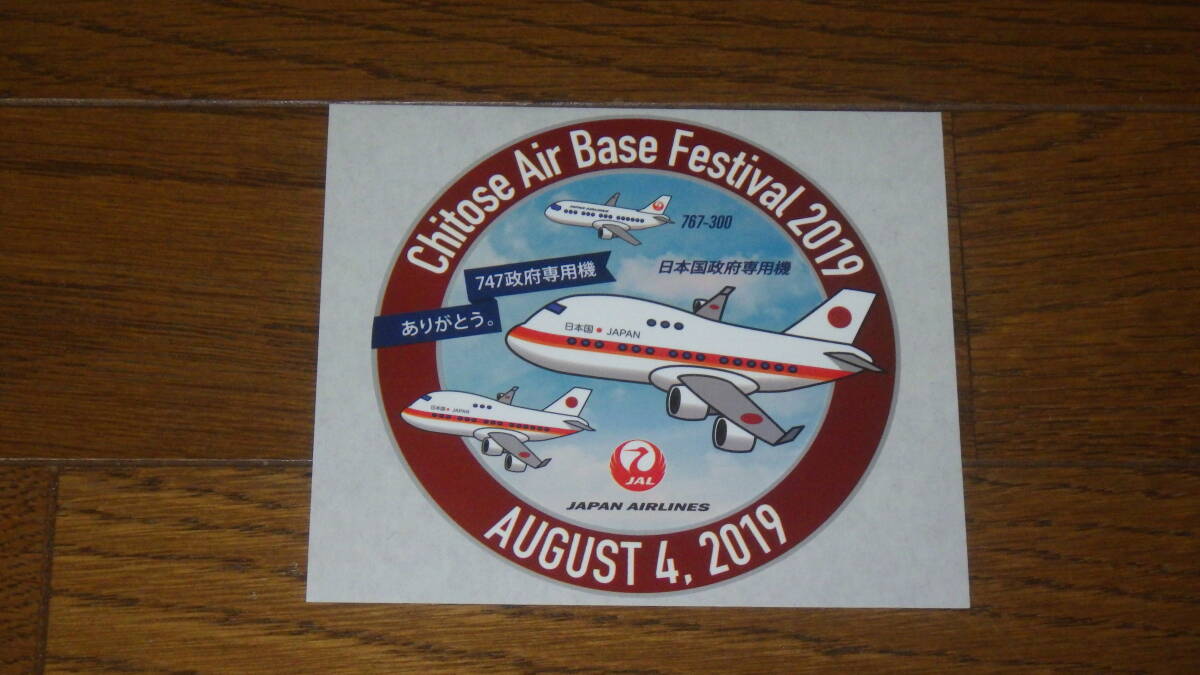 Chitose Air Base Festival 2019
JAPAN AIRLINES
767-300
747政府専用機
ありがとう。
日本国政府専用機
日本国 JAPAN
日本国 JAPAN
JAL
JAPAN AIRLINES
AUGUST 4, 2019